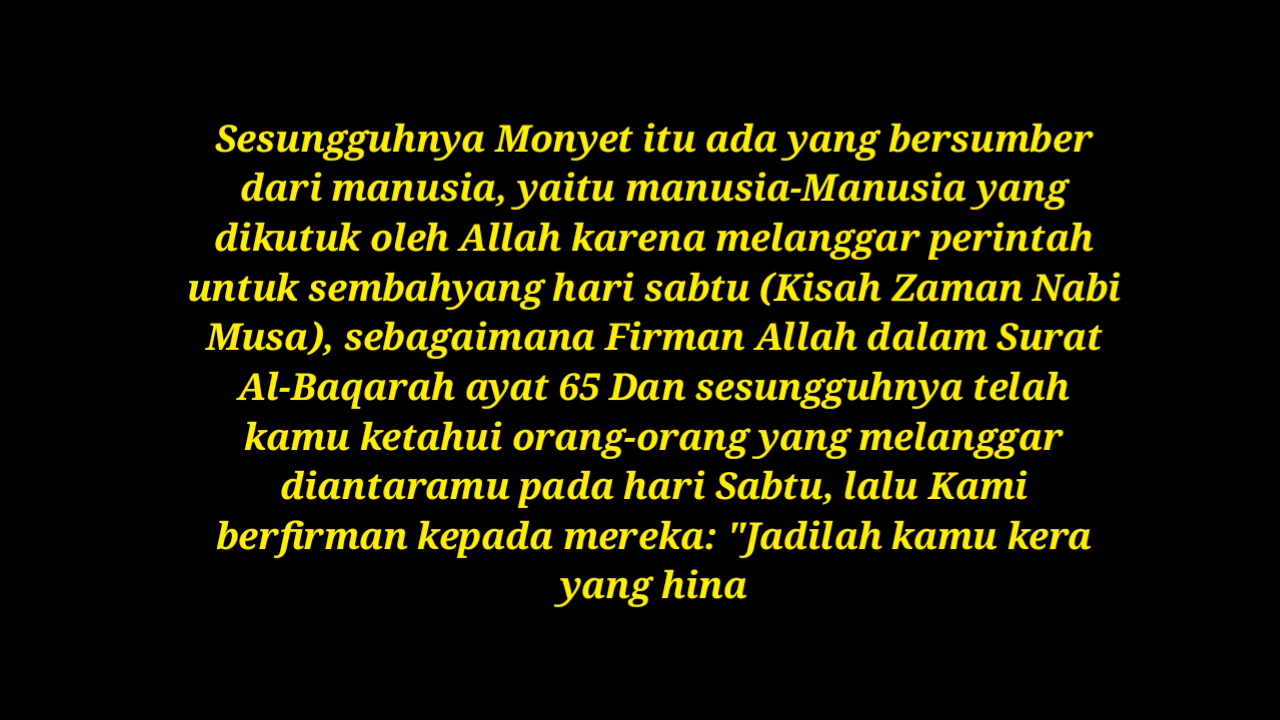 Sesungguhnya Monyet itu ada yang bersumber
dari manusia, yaitu manusia-Manusia yang
dikutuk oleh Allah karena melanggar perintah
untuk sembahyang hari sabtu (Kisah Zaman Nabi
Musa), sebagaimana Firman Allah dalam Surat
Al-Baqarah ayat 65 Dan sesungguhnya telah
kamu ketahui orang-orang yang melanggar
diantaramu pada hari Sabtu, lalu Kami
berfirman kepada mereka: "Jadilah kamu kera
yang hina